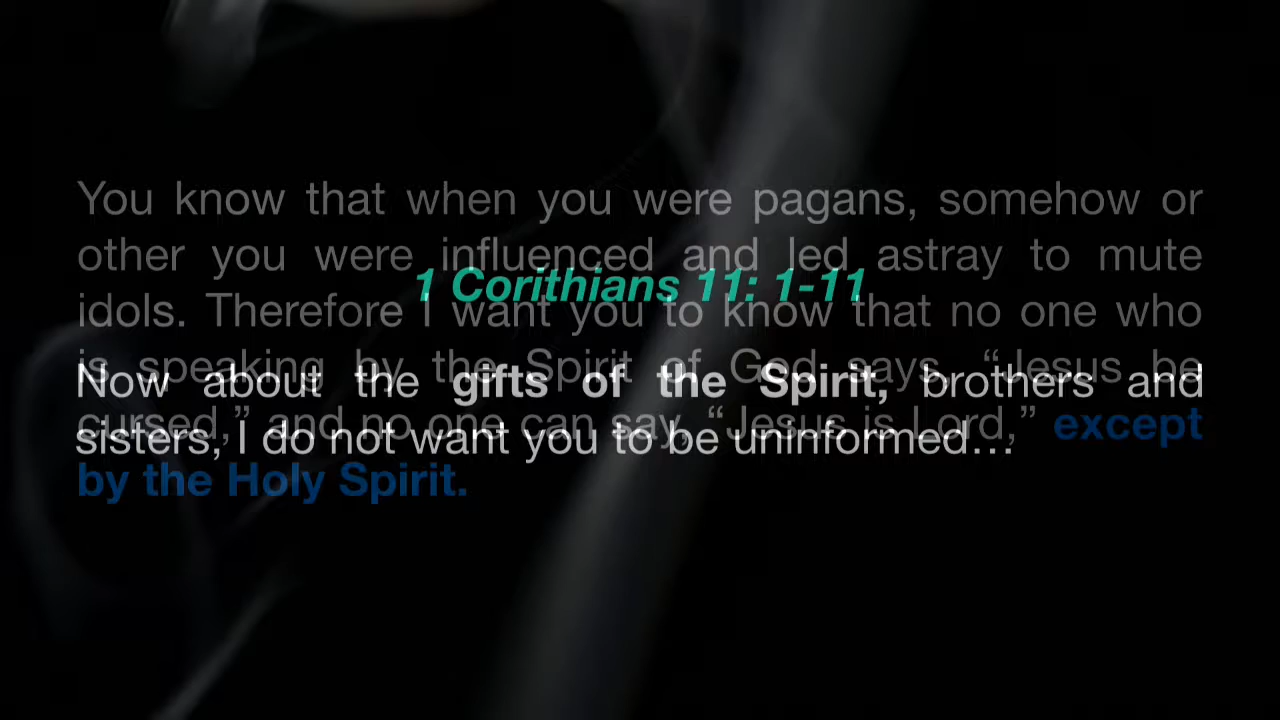 1 Corithians 11: 1-11
Now about the gifts of the Spirit, brothers and
sisters, I do not want you to be uninformed…
You know that when you were pagans, somehow or
other you were influenced and led astray to mute
idols. Therefore I want you to know that no one who
is speaking by the Spirit of God says, “Jesus be
cursed,” and no one can say, “Jesus is Lord,” except
by the Holy Spirit.